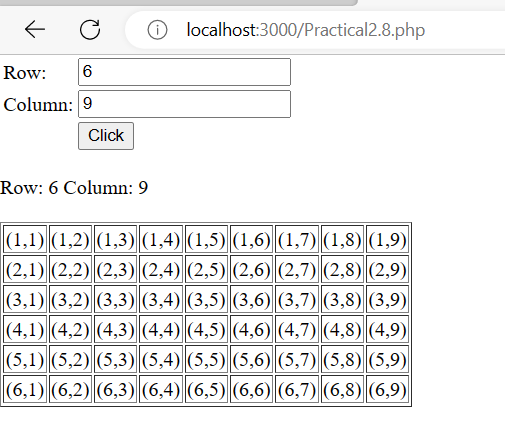 localhost:3000/Practical2.8.php
Row: 6
Column: 9
Click
Row: 6 Column: 9
(1,1) (1,2) (1,3) (1,4) (1,5) (1,6) (1,7) (1,8) (1,9)
(2,1) (2,2) (2,3) (2,4) (2,5) (2,6) (2,7) (2,8) (2,9)
(3,1) (3,2) (3,3) (3,4) (3,5) (3,6) (3,7) (3,8) (3,9)
(4,1) (4,2) (4,3) (4,4) (4,5) (4,6) (4,7) (4,8) (4,9)
(5,1) (5,2) (5,3) (5,4) (5,5) (5,6) (5,7) (5,8) (5,9)
(6,1) (6,2) (6,3) (6,4) (6,5) (6,6) (6,7) (6,8) (6,9)